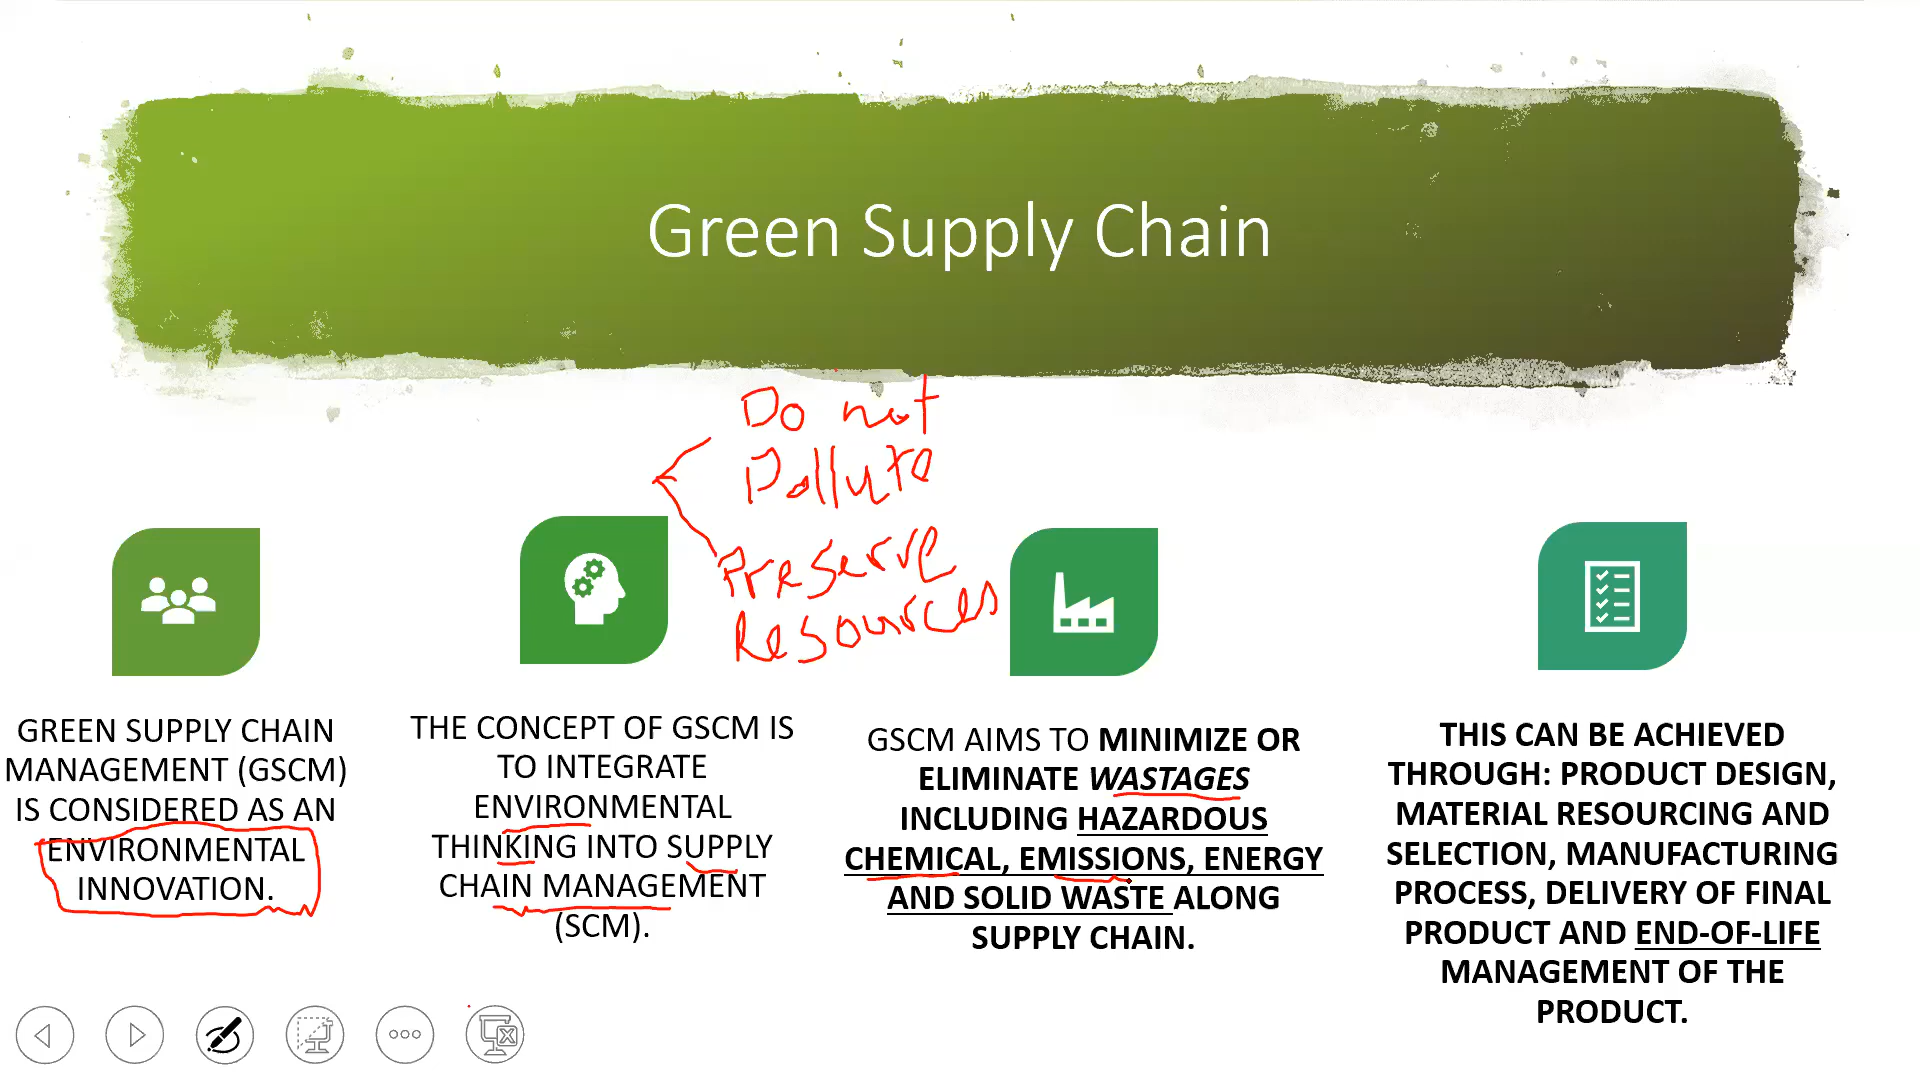 Green Supply Chain
Do not
Pollute
Preserve
Resources
GREEN SUPPLY CHAIN
MANAGEMENT (GSCM)
IS CONSIDERED AS AN
ENVIRONMENTAL
INNOVATION.
THE CONCEPT OF GSCM IS
TO INTEGRATE
ENVIRONMENTAL
THINKING INTO SUPPLY
CHAIN MANAGEMENT
(SCM).
GSCM AIMS TO MINIMIZE OR
ELIMINATE WASTAGES
INCLUDING HAZARDOUS
CHEMICAL, EMISSIONS, ENERGY
AND SOLID WASTE ALONG
SUPPLY CHAIN.
THIS CAN BE ACHIEVED
THROUGH: PRODUCT DESIGN,
MATERIAL RESOURCING AND
SELECTION, MANUFACTURING
PROCESS, DELIVERY OF FINAL
PRODUCT AND END-OF-LIFE
MANAGEMENT OF THE
PRODUCT.